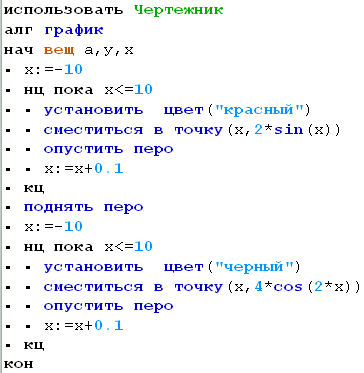 использовать Чертежник
алг график
нач вещ a,y,x
. x:=-10
. нц пока x<=10
. . установить  цвет("красный")
. . сместиться в точку(x,2*sin(x))
. . опустить перо
. . x:=x+0.1
. кц
. поднять перо
. x:=-10
. нц пока x<=10
. . установить  цвет("черный")
. . сместиться в точку(x,4*cos(2*x))
. . опустить перо
. . x:=x+0.1
. кц
кон